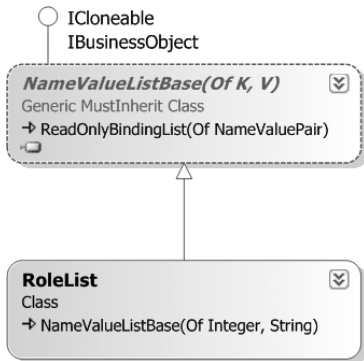 ICloneable
IBusinessObject
NameValueListBase(Of K, V)
Generic MustInherit Class
ReadOnlyBindingList(Of NameValuePair)
RoleList
Class
NameValueListBase(Of Integer, String)